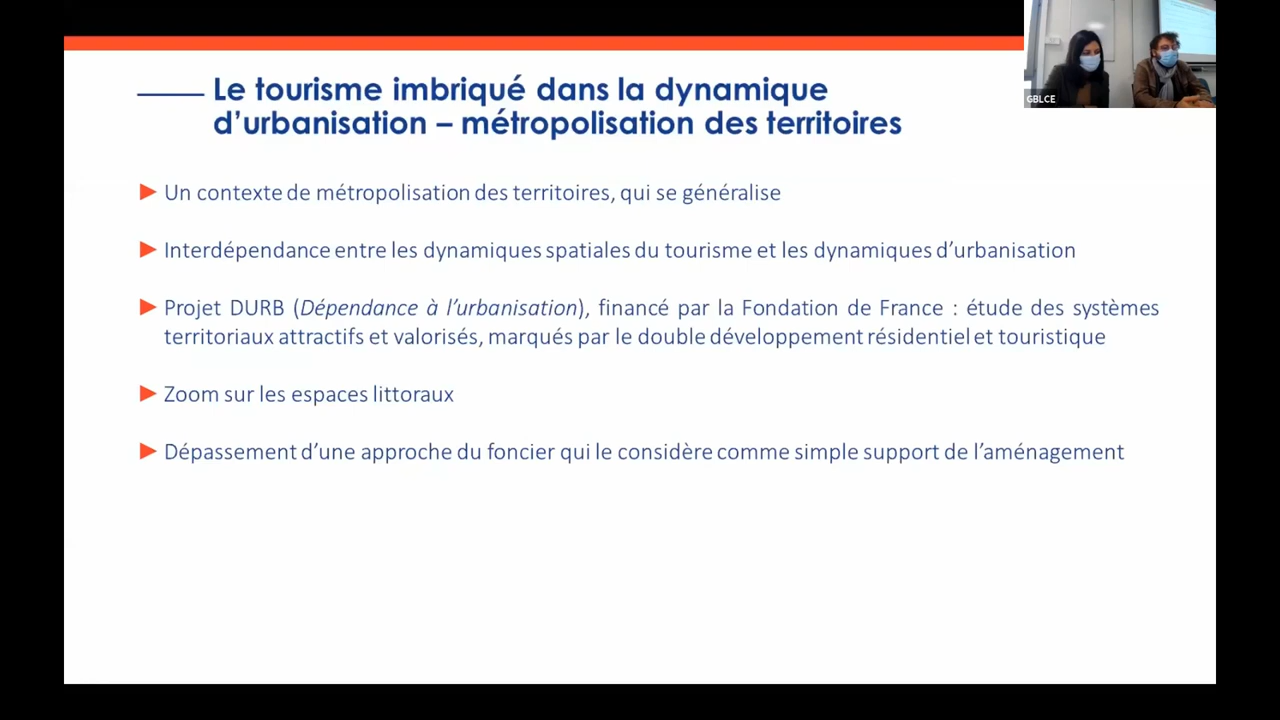 Le tourisme imbriqué dans la dynamique
d'urbanisation – métropolisation des territoires
GBLCE
Un contexte de métropolisation des territoires, qui se généralise
Interdépendance entre les dynamiques spatiales du tourisme et les dynamiques d'urbanisation
Projet DURB (Dépendance à l'urbanisation), financé par la Fondation de France : étude des systèmes
territoriaux attractifs et valorisés, marqués par le double développement résidentiel et touristique
Zoom sur les espaces littoraux
Dépassement d'une approche du foncier qui le considère comme simple support de l'aménagement